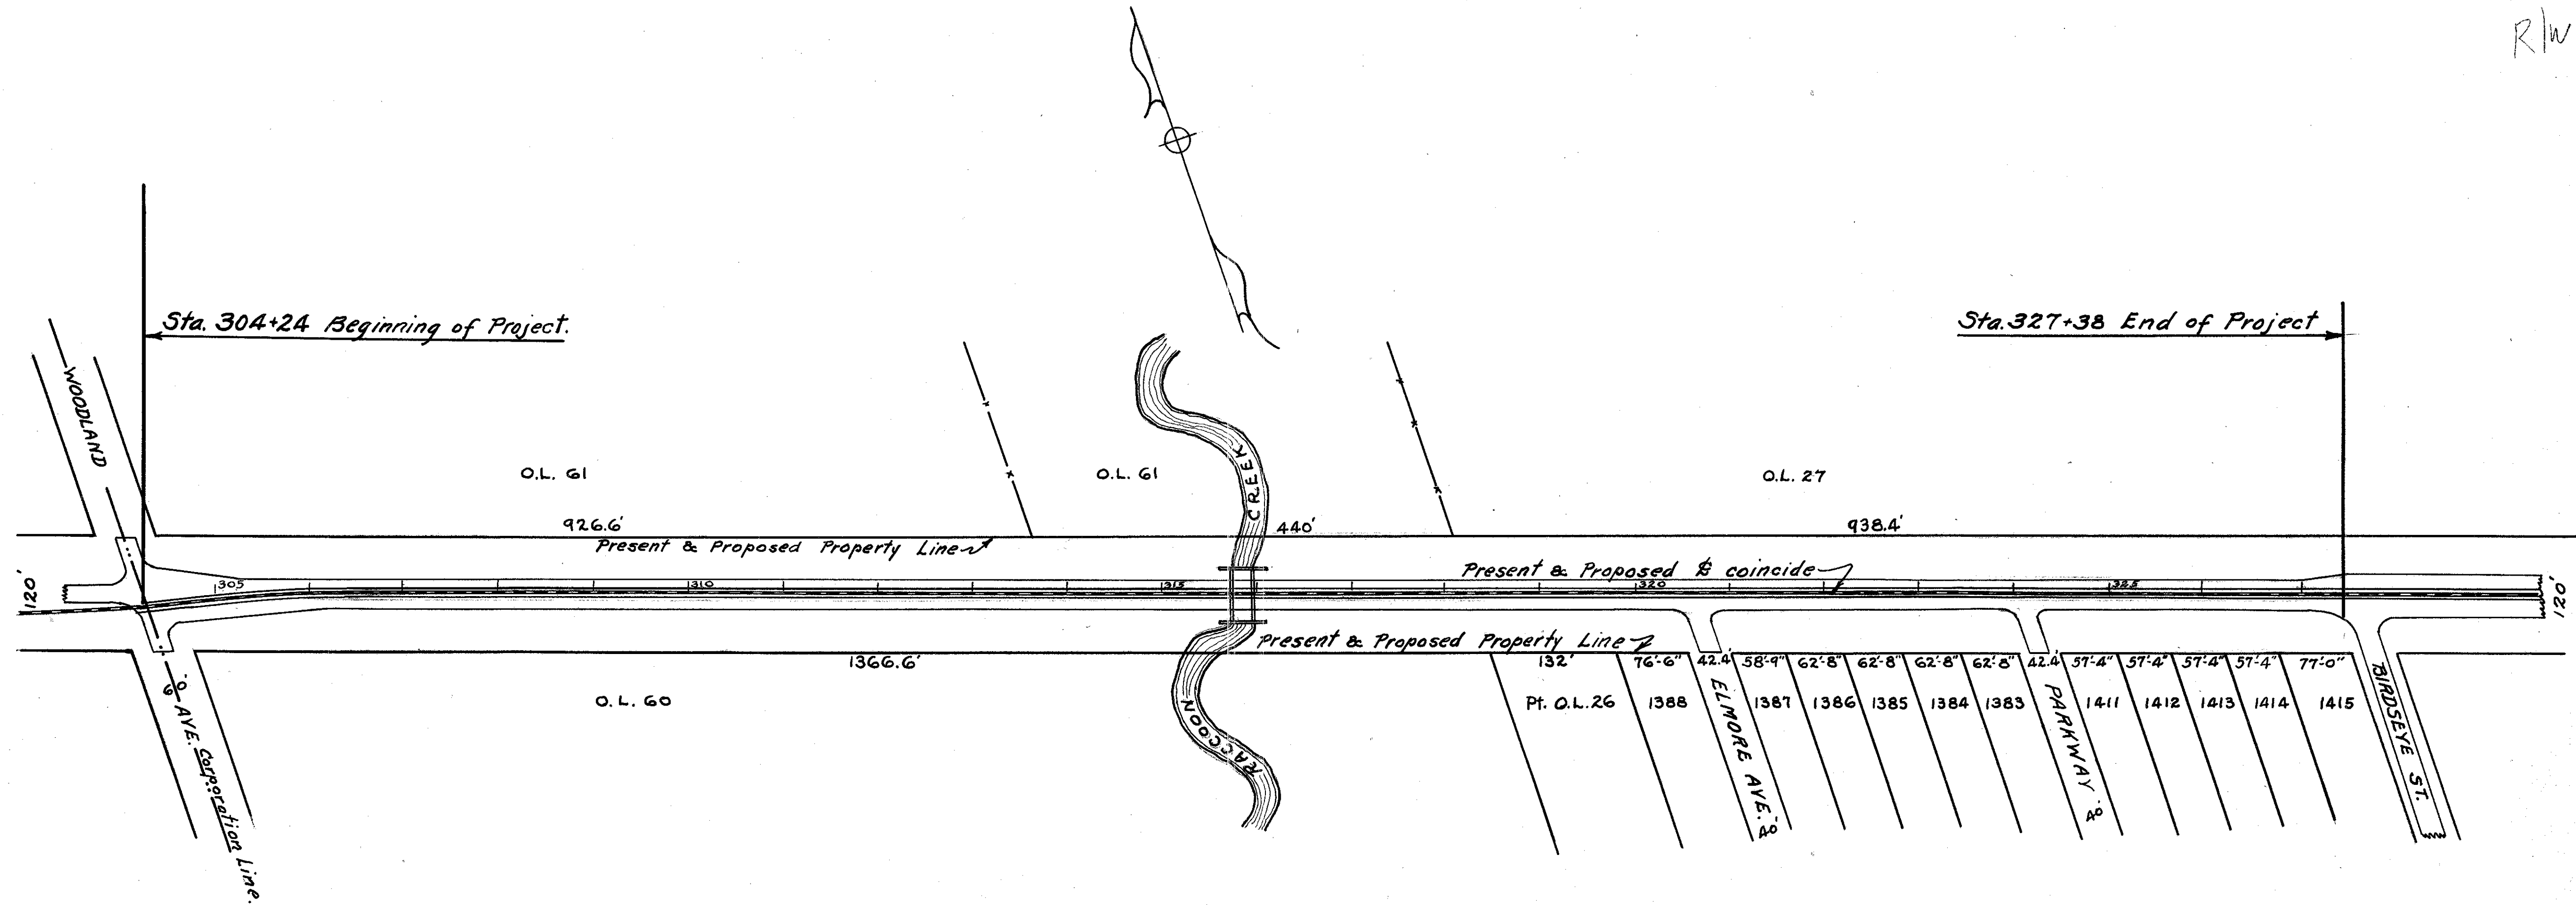 R/W
Sta. 304+24 Beginning of Project.
Sta. 327+38 End of Project
WOODLAND
O.L. 61
O.L. 61
CREEK
O.L. 27
926.6'
440'
938.4'
Present & Proposed Property Line
120'
305
310
315
Present & Proposed ℄ coincide
320
325
120'
Present & Proposed Property Line
1366.6'
132'
76'-6"
42.4'
58'-9"
62'-8"
62'-8"
62'-8"
62'-8"
42.4'
57'-4"
57'-4"
57'-4"
57'-4"
77'-0"
60'
AVE.
Corporation Line.
O.L. 60
RACCOON
Pt. O.L. 26
1388
ELMORE AVE. 40'
1387
1386
1385
1384
1383
PARKWAY 40'
1411
1412
1413
1414
1415
BIRDSEYE ST.